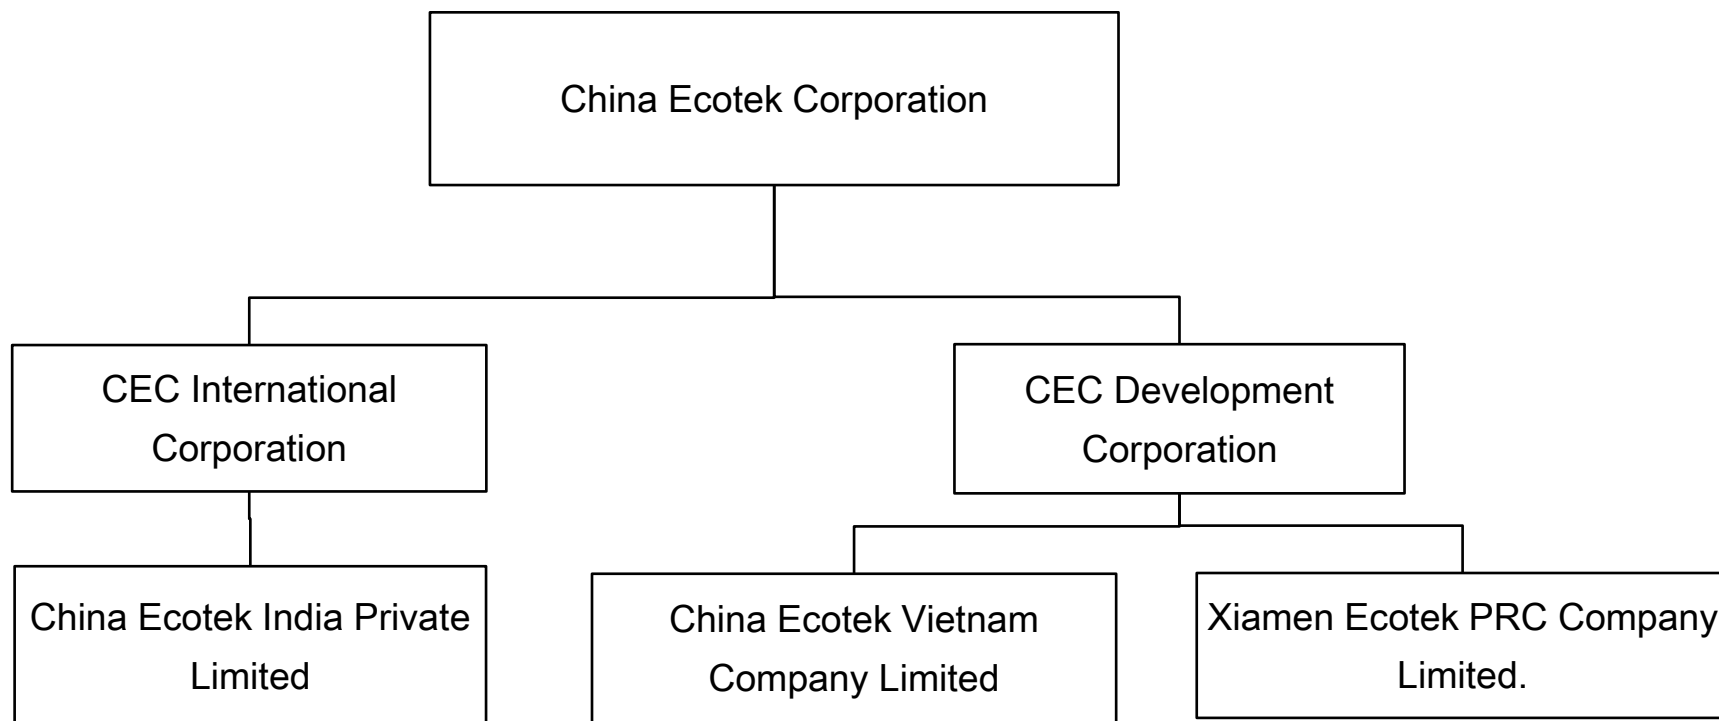 China Ecotek Corporation
CEC International
Corporation
CEC Development
Corporation
China Ecotek India Private
Limited
China Ecotek Vietnam
Company Limited
Xiamen Ecotek PRC Company
Limited.